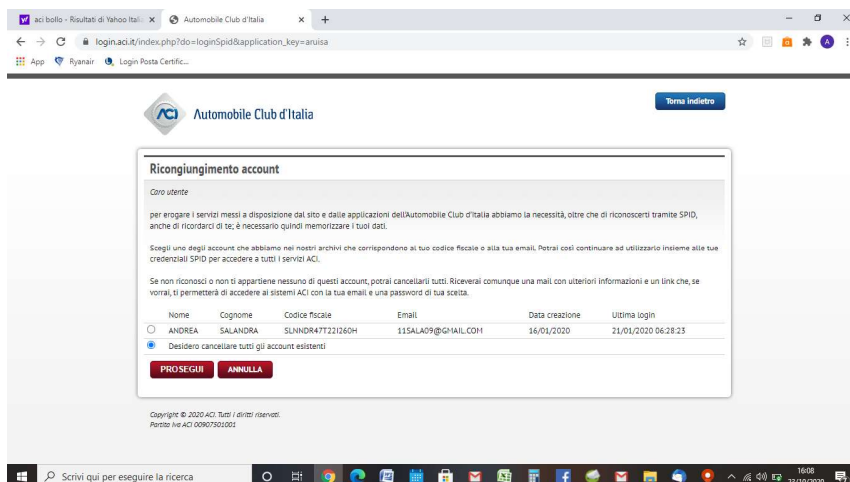 aci bollo - Risultati di Yahoo Itali
Automobile Club d'Italia
login.aci.it/index.php?do=loginSpid&application_key=aruisa
App Ryanair Login Posta Certific...
ACI Automobile Club d'Italia
Torna indietro
Ricongiungimento account
Caro utente
per erogare i servizi messi a disposizione dal sito e dalle applicazioni dell'Automobile Club d'Italia abbiamo la necessità, oltre che di riconoscerti tramite SPID,
anche di ricordarci di te; è necessario quindi memorizzare i tuoi dati.
Scegli uno degli account che abbiamo nei nostri archivi che corrispondono al tuo codice fiscale o alla tua email. Potrai così continuare ad utilizzarlo insieme alle tue
credenziali SPID per accedere a tutti i servizi ACI.
Se non riconosci o non ti appartiene nessuno di questi account, potrai cancellarli tutti. Riceverai comunque una mail con ulteriori informazioni e un link che, se
vorrai, ti permetterà di accedere ai sistemi ACI con la tua email e una password di tua scelta.
Nome Cognome Codice fiscale Email Data creazione Ultima login
ANDREA SALANDRA SLNNDR47T22I260H 11SALA09@GMAIL.COM 16/01/2020 21/01/2020 06:28:23
Desidero cancellare tutti gli account esistenti
PROSEGUI ANNULLA
Copyright © 2020 ACI. Tutti i diritti riservati.
Partita Iva ACI 00907501001
Scrivi qui per eseguire la ricerca
16:08
23/10/2020